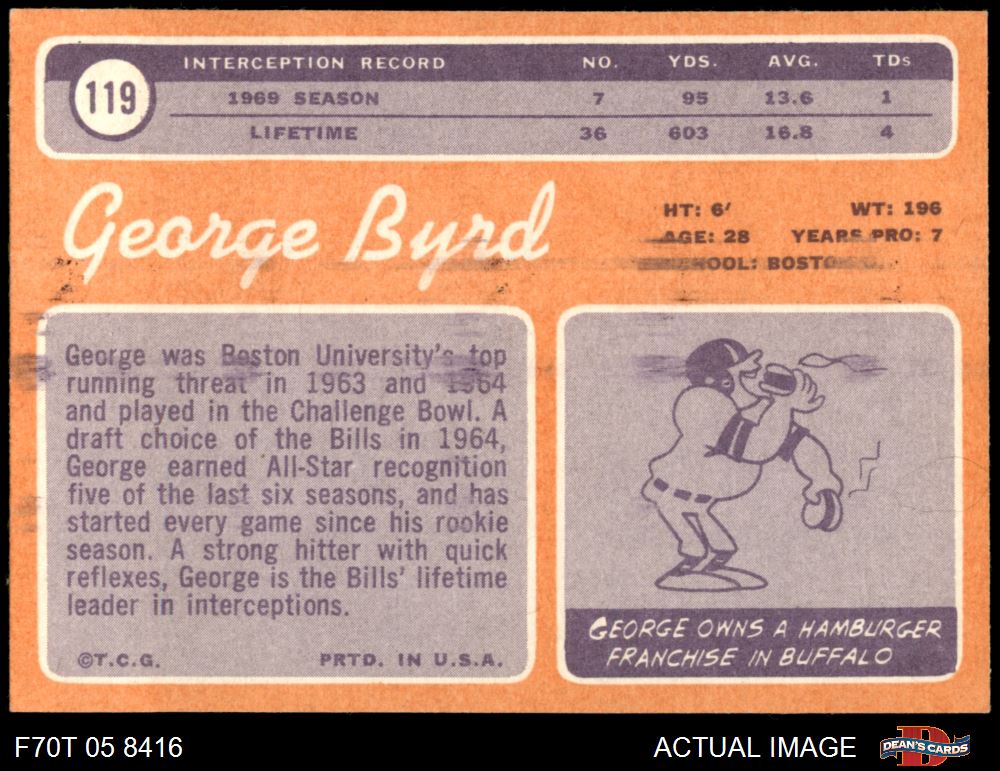 119
INTERCEPTION RECORD NO. YDS. AVG. TDs
1969 SEASON 7 95 13.6 1
LIFETIME 36 603 16.8 4
George Byrd
HT: 6' WT: 196
AGE: 28 YEARS PRO: 7
George was Boston University's top
running threat in 1963 and 1964
and played in the Challenge Bowl. A
draft choice of the Bills in 1964,
George earned All-Star recognition
five of the last six seasons, and has
started every game since his rookie
season. A strong hitter with quick
reflexes, George is the Bills' lifetime
leader in interceptions.
©T.C.G. PRTD. IN U.S.A.
GEORGE OWNS A HAMBURGER
FRANCHISE IN BUFFALO
F70T 05 8416
ACTUAL IMAGE
DEAN'S CARDS